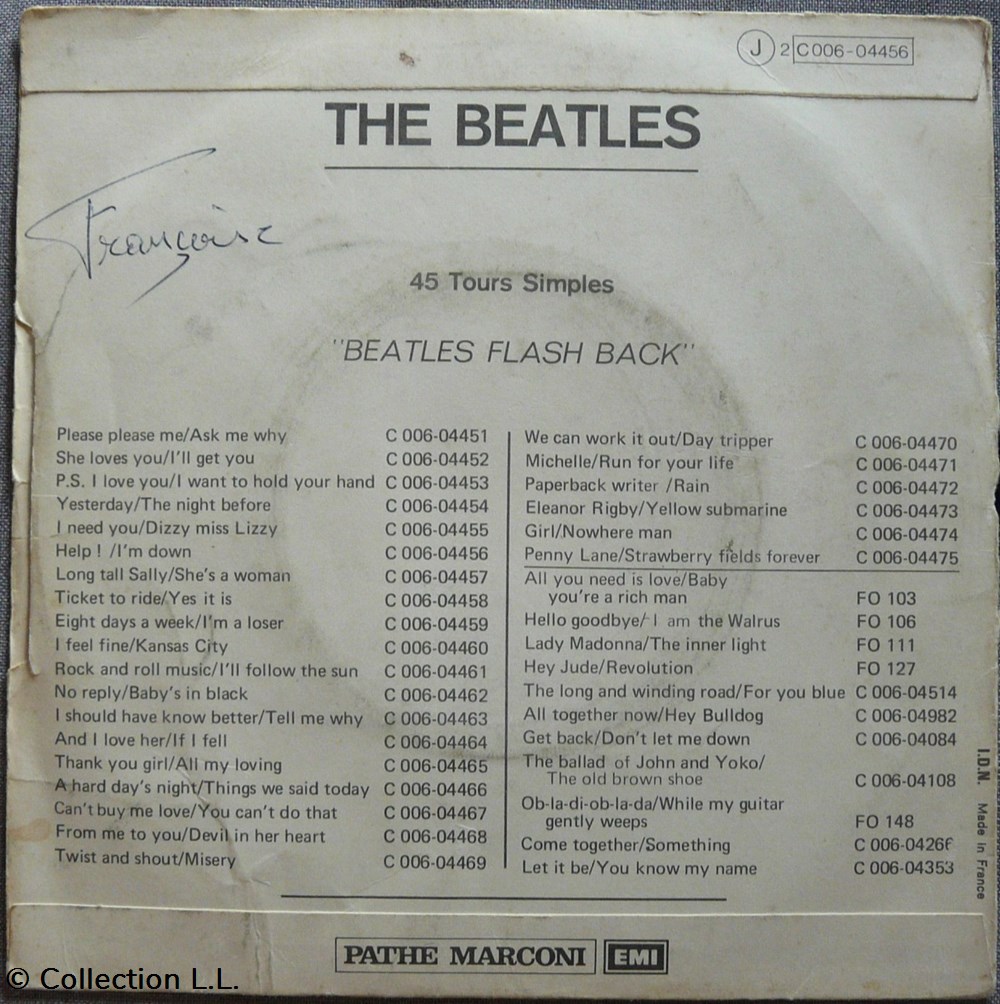 J 2 C006-04456
THE BEATLES
Françoise
45 Tours Simples
"BEATLES FLASH BACK"
Please please me/Ask me why C 006-04451
She loves you/I'll get you C 006-04452
P.S. I love you/I want to hold your hand C 006-04453
Yesterday/The night before C 006-04454
I need you/Dizzy miss Lizzy C 006-04455
Help ! /I'm down C 006-04456
Long tall Sally/She's a woman C 006-04457
Ticket to ride/Yes it is C 006-04458
Eight days a week/I'm a loser C 006-04459
I feel fine/Kansas City C 006-04460
Rock and roll music/I'll follow the sun C 006-04461
No reply/Baby's in black C 006-04462
I should have know better/Tell me why C 006-04463
And I love her/If I fell C 006-04464
Thank you girl/All my loving C 006-04465
A hard day's night/Things we said today C 006-04466
Can't buy me love/You can't do that C 006-04467
From me to you/Devil in her heart C 006-04468
Twist and shout/Misery C 006-04469
We can work it out/Day tripper C 006-04470
Michelle/Run for your life C 006-04471
Paperback writer /Rain C 006-04472
Eleanor Rigby/Yellow submarine C 006-04473
Girl/Nowhere man C 006-04474
Penny Lane/Strawberry fields forever C 006-04475
All you need is love/Baby
you're a rich man FO 103
Hello goodbye/ I am the Walrus FO 106
Lady Madonna/The inner light FO 111
Hey Jude/Revolution FO 127
The long and winding road/For you blue C 006-04514
All together now/Hey Bulldog C 006-04982
Get back/Don't let me down C 006-04084
The ballad of John and Yoko/
The old brown shoe C 006-04108
Ob-la-di-ob-la-da/While my guitar
gently weeps FO 148
Come together/Something C 006-04266
Let it be/You know my name C 006-04353
I.D.N. Made in France
PATHE MARCONI EMI
© Collection L.L.